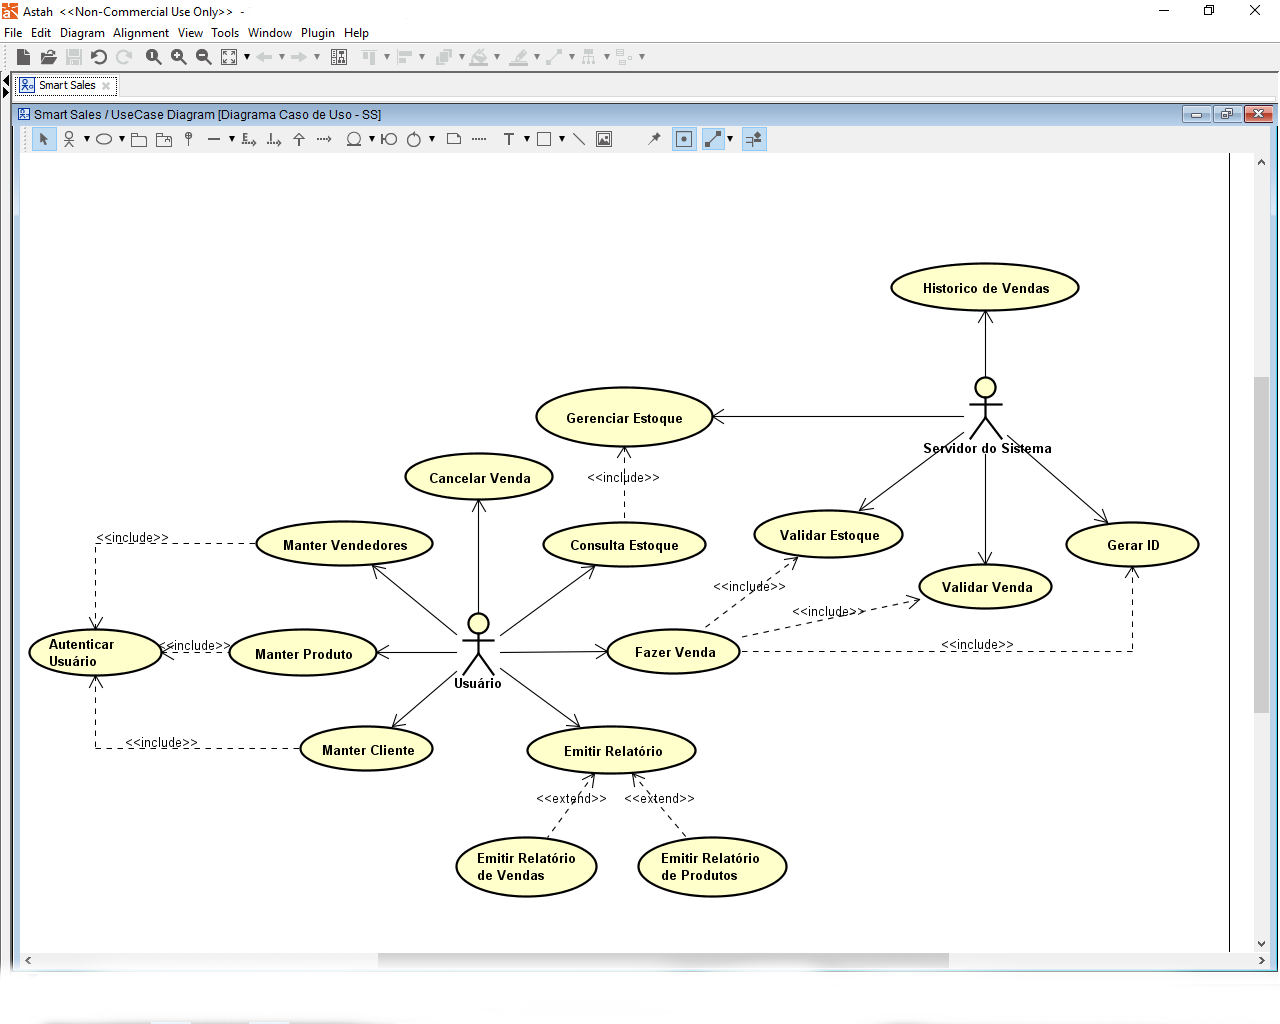 Astah <<Non-Commercial Use Only>> -
File Edit Diagram Alignment View Tools Window Plugin Help
Smart Sales
Smart Sales / UseCase Diagram [Diagrama Caso de Uso - SS]
T
Historico de Vendas
Gerenciar Estoque
Servidor do Sistema
<<include>>
Cancelar Venda
Validar Estoque
<<include>>
Manter Vendedores
Consulta Estoque
Gerar ID
<<include>>
Validar Venda
<<include>>
Autenticar
Usuário
<<include>>
Manter Produto
Fazer Venda
<<include>>
Usuário
<<include>>
Manter Cliente
Emitir Relatório
<<extend>>
<<extend>>
Emitir Relatório
de Vendas
Emitir Relatório
de Produtos